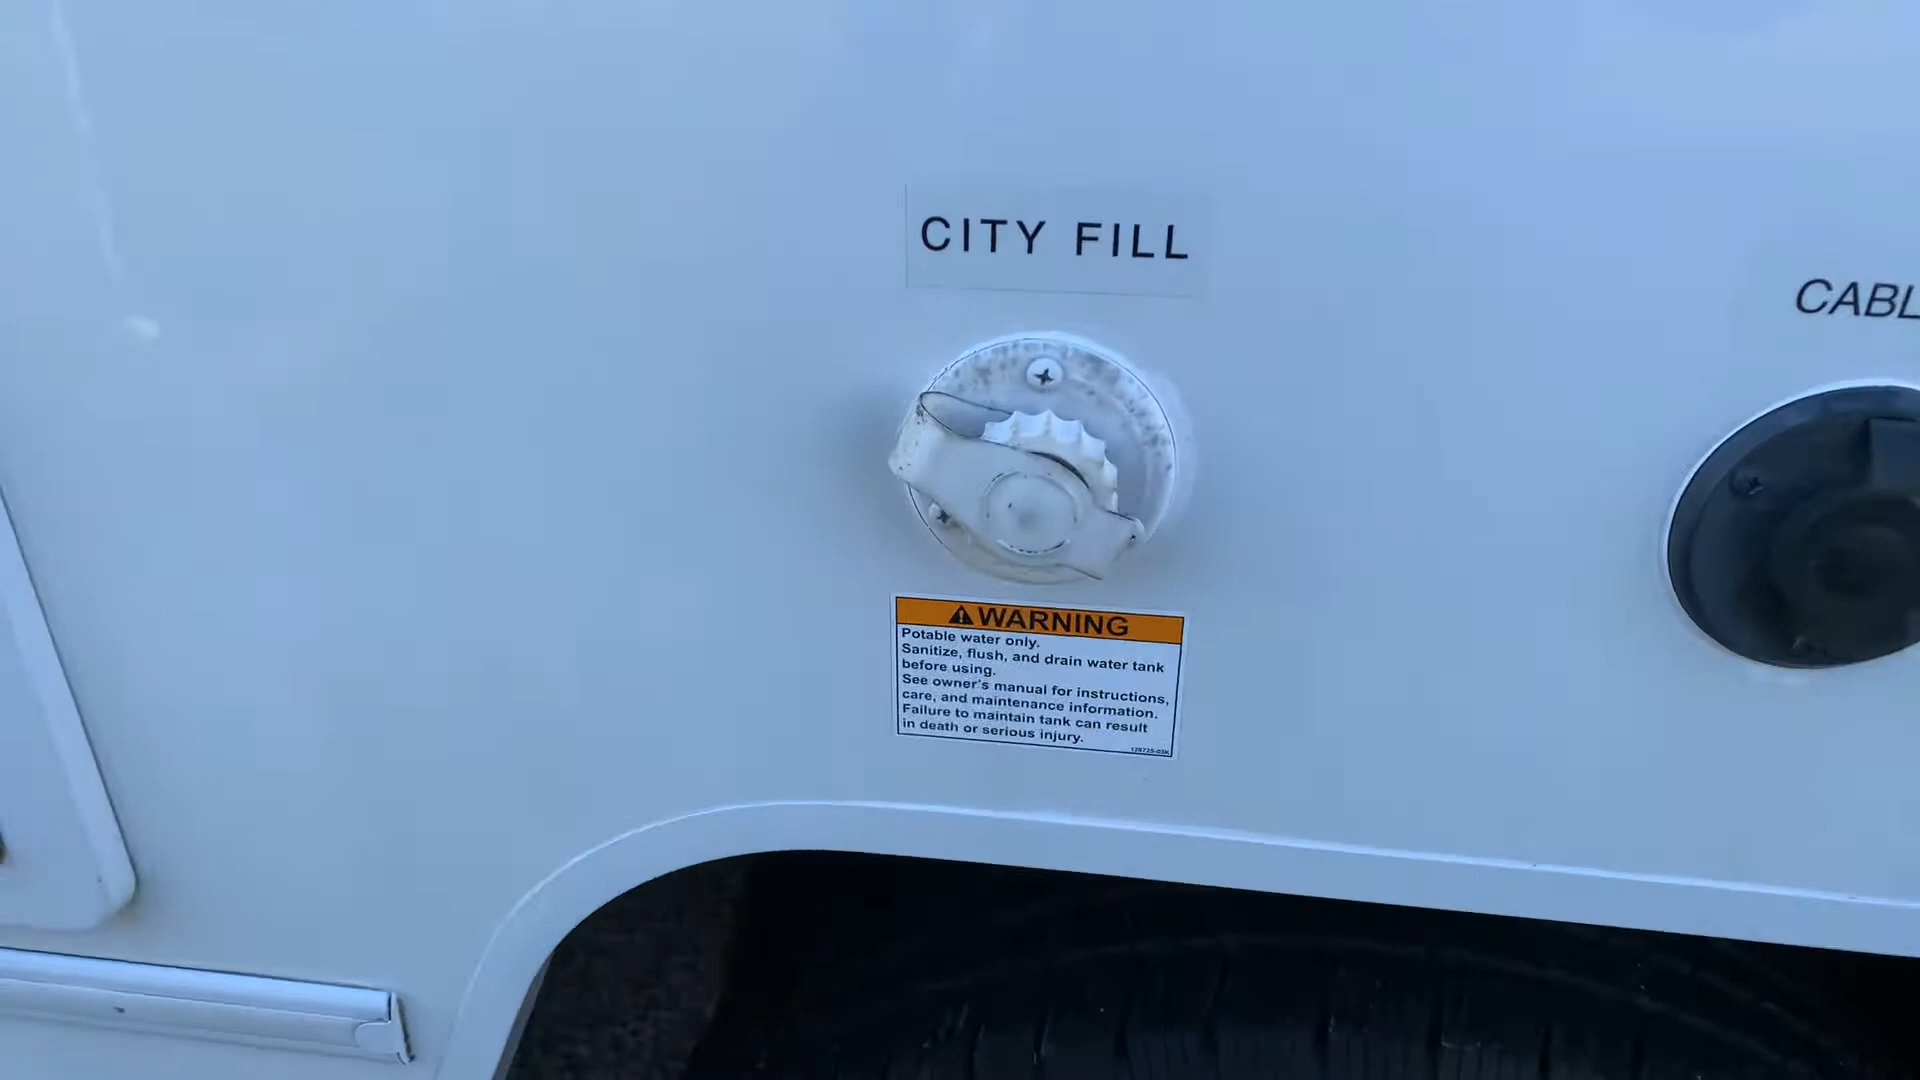 CITY FILL
CABL
WARNING
Potable water only.
Sanitize, flush, and drain water tank
before using.
See owner's manual for instructions,
care, and maintenance information.
Failure to maintain tank can result
in death or serious injury.